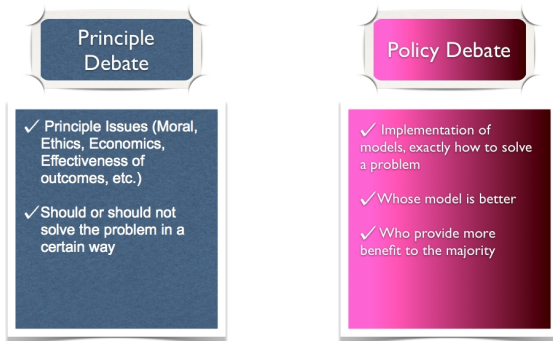 Principle
Debate
✓ Principle Issues (Moral,
Ethics, Economics,
Effectiveness of
outcomes, etc.)
✓ Should or should not
solve the problem in a
certain way
Policy Debate
✓ Implementation of
models, exactly how to solve
a problem
✓Whose model is better
✓ Who provide more
benefit to the majority